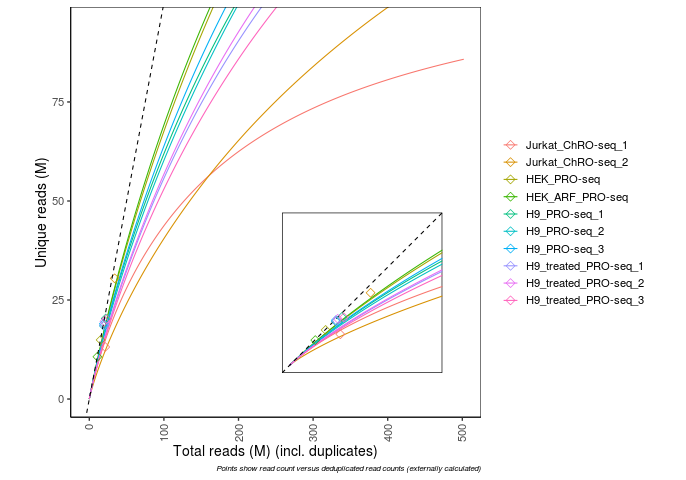 Unique reads (M)
75
50
25
0
0
100
200
300
400
500
Total reads (M) (incl. duplicates)
Points show read count versus deduplicated read counts (externally calculated)
Jurkat_ChRO-seq_1
Jurkat_ChRO-seq_2
HEK_PRO-seq
HEK_ARF_PRO-seq
H9_PRO-seq_1
H9_PRO-seq_2
H9_PRO-seq_3
H9_treated_PRO-seq_1
H9_treated_PRO-seq_2
H9_treated_PRO-seq_3